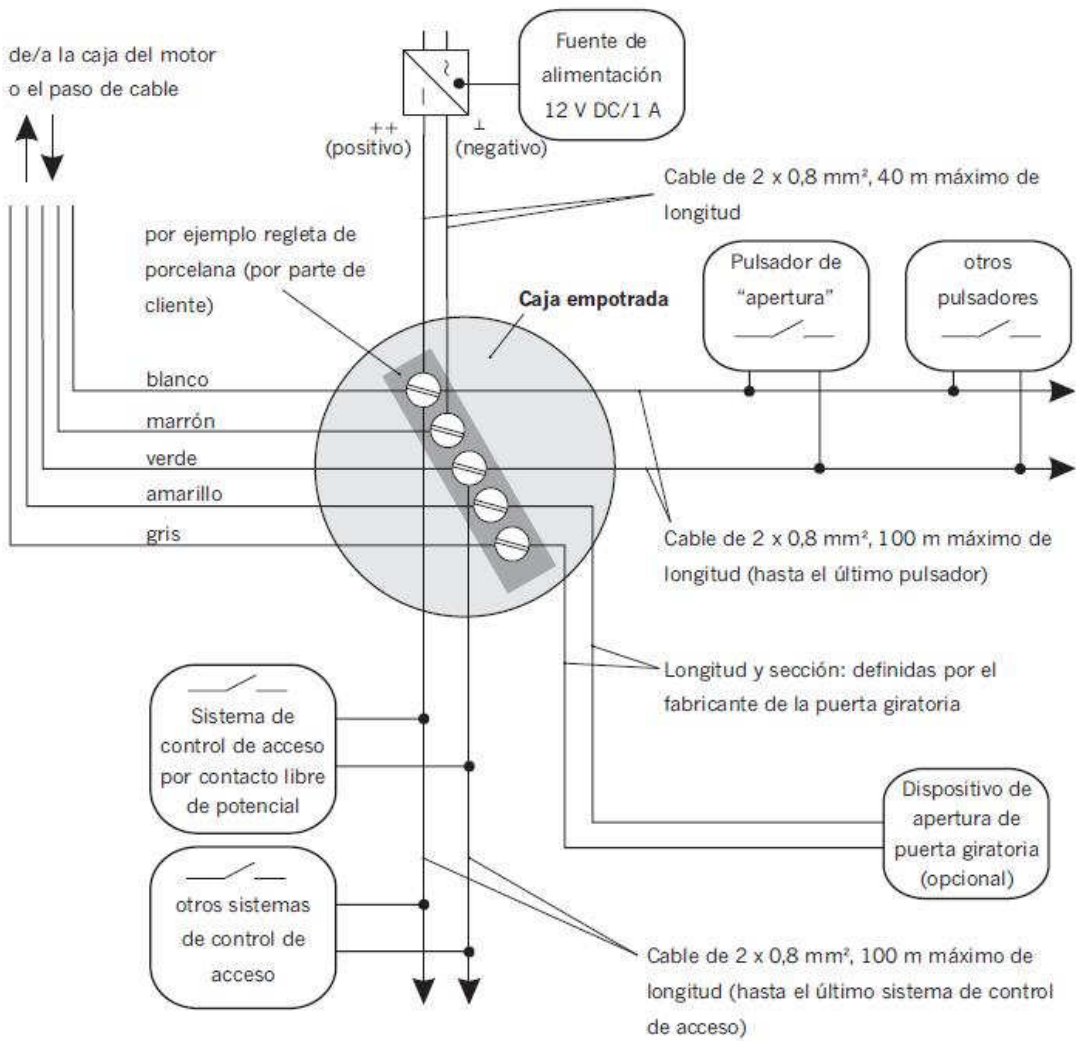 de/a la caja del motor
o el paso de cable
Fuente de
alimentación
12 V DC/1 A
++
(positivo)
⊥
(negativo)
Cable de 2 x 0,8 mm², 40 m máximo de
longitud
por ejemplo regleta de
porcelana (por parte de
cliente)
Caja empotrada
Pulsador de
“apertura”
otros
pulsadores
blanco
marrón
verde
amarillo
gris
Cable de 2 x 0,8 mm², 100 m máximo de
longitud (hasta el último pulsador)
Longitud y sección: definidas por el
fabricante de la puerta giratoria
Sistema de
control de acceso
por contacto libre
de potencial
Dispositivo de
apertura de
puerta giratoria
(opcional)
otros sistemas
de control de
acceso
Cable de 2 x 0,8 mm², 100 m máximo de
longitud (hasta el último sistema de control
de acceso)